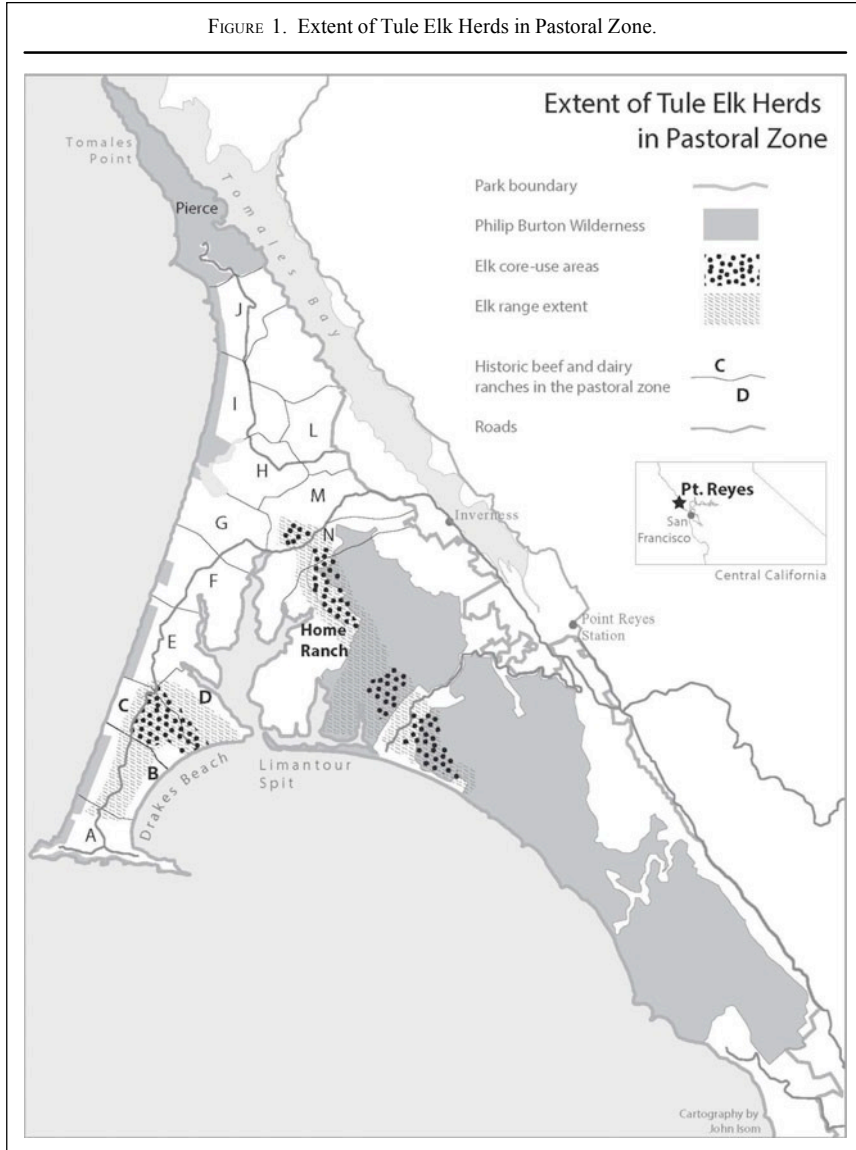 FIGURE 1. Extent of Tule Elk Herds in Pastoral Zone.
Extent of Tule Elk Herds
in Pastoral Zone
Tomales
Point
Pierce
Tomales Bay
Park boundary
Philip Burton Wilderness
Elk core-use areas
Elk range extent
Historic beef and dairy
ranches in the pastoral zone
C
D
Roads
J
I
L
H
M
G
N
F
E
Inverness
Pt. Reyes
San
Francisco
Central California
Point Reyes
Station
Home
Ranch
C
D
B
A
Drakes Beach
Limantour
Spit
Cartography by
John Isom